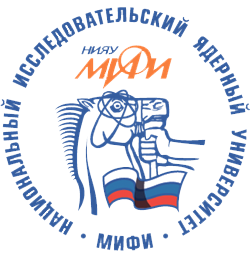 НАЦИОНАЛЬНЫЙ ИССЛЕДОВАТЕЛЬСКИЙ ЯДЕРНЫЙ УНИВЕРСИТЕТ
НИЯУ
МИФИ
· МИФИ ·